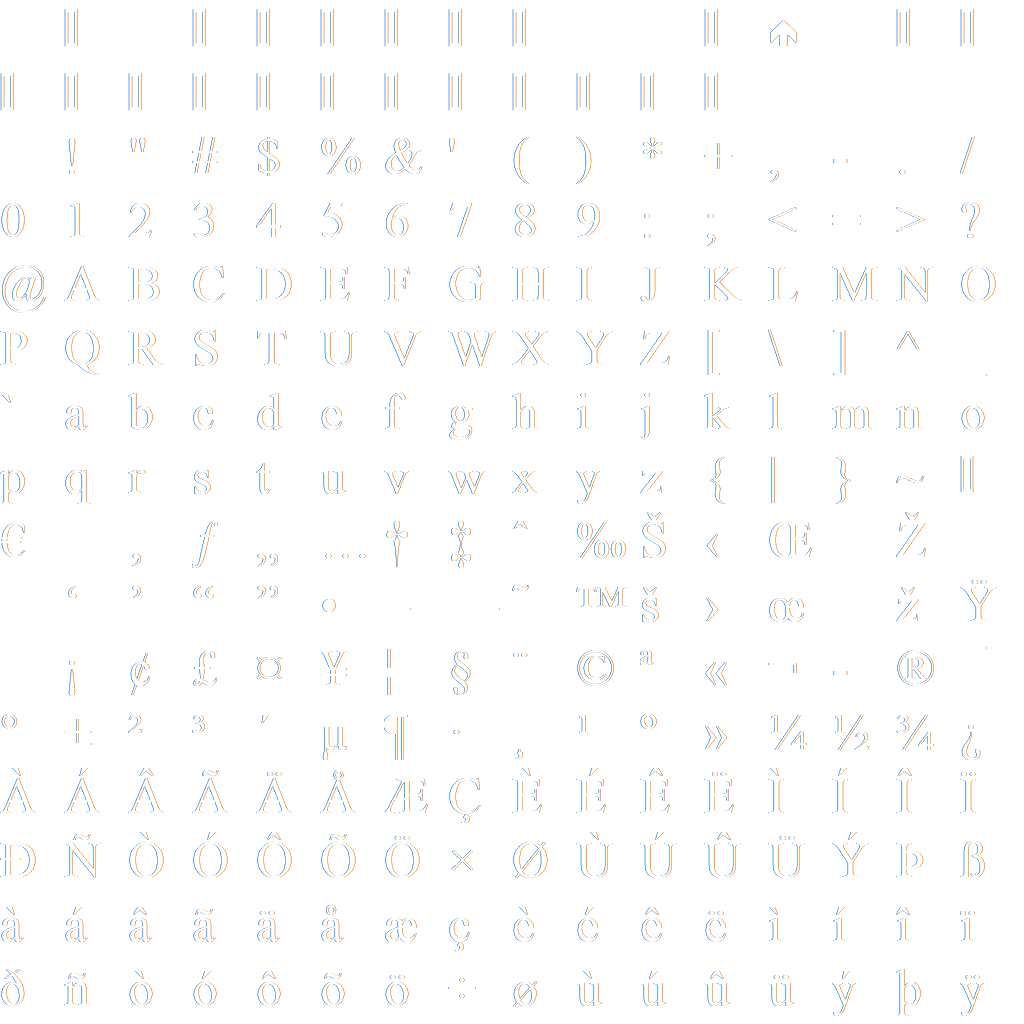 ! " # $ % & ' ( ) * + , - . /
0 1 2 3 4 5 6 7 8 9 : ; < = > ?
@ A B C D E F G H I J K L M N O
P Q R S T U V W X Y Z [ \ ] ^ _
` a b c d e f g h i j k l m n o
p q r s t u v w x y z { | } ~
€ ‚ ƒ „ … † ‡ ˆ ‰ Š ‹ Œ Ž
‘ ’ “ ” • – — ˜ ™ š › œ ž Ÿ
¡ ¢ £ ¤ ¥ ¦ § ¨ © ª « ¬ - ® ¯
° ± ² ³ ´ µ ¶ · ¸ ¹ º » ¼ ½ ¾ ¿
À Á Â Ã Ä Å Æ Ç È É Ê Ë Ì Í Î Ï
Ð Ñ Ò Ó Ô Õ Ö × Ø Ù Ú Û Ü Ý Þ ß
à á â ã ä å æ ç è é ê ë ì í î ï
ð ñ ò ó ô õ ö ÷ ø ù ú û ü ý þ ÿ